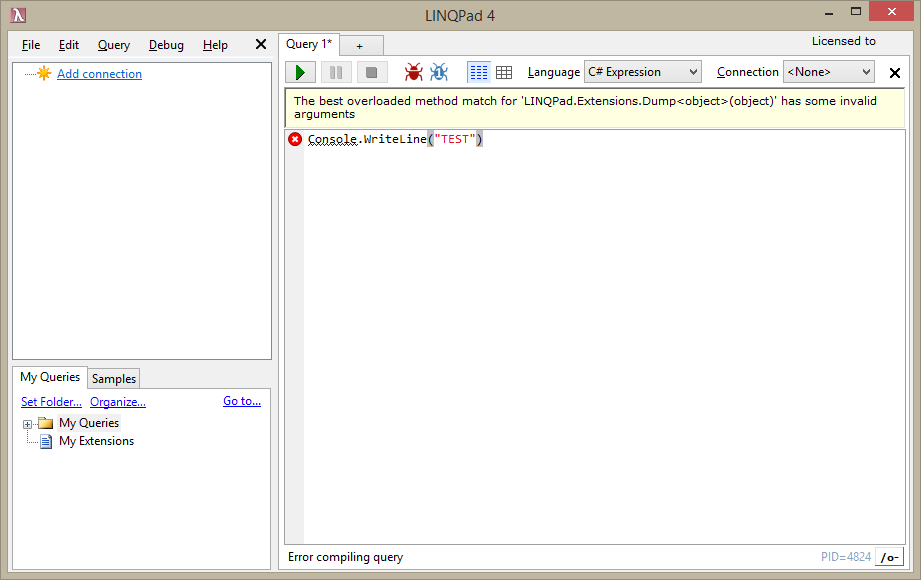 LINQPad 4
File Edit Query Debug Help
Query 1* +
Licensed to
Add connection
Language C# Expression Connection <None>
The best overloaded method match for 'LINQPad.Extensions.Dump<object>(object)' has some invalid
arguments
Console.WriteLine("TEST")
My Queries Samples
Set Folder... Organize... Go to...
My Queries
My Extensions
Error compiling query
PID=4824 /o-